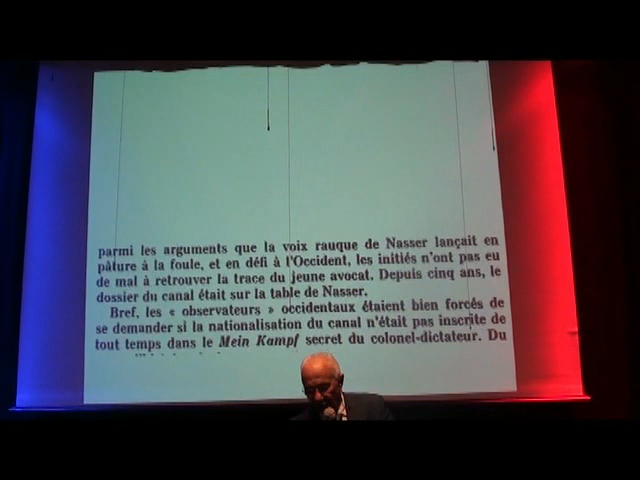 parmi les arguments que la voix rauque de Nasser lançait en
pâture à la foule, et en défi à l'Occident, les initiés n'ont pas eu
de mal à retrouver la trace du jeune avocat. Depuis cinq ans, le
dossier du canal était sur la table de Nasser.
Bref, les « observateurs » occidentaux étaient bien forcés de
se demander si la nationalisation du canal n'était pas inscrite de
tout temps dans le Mein Kampf secret du colonel-dictateur. Du